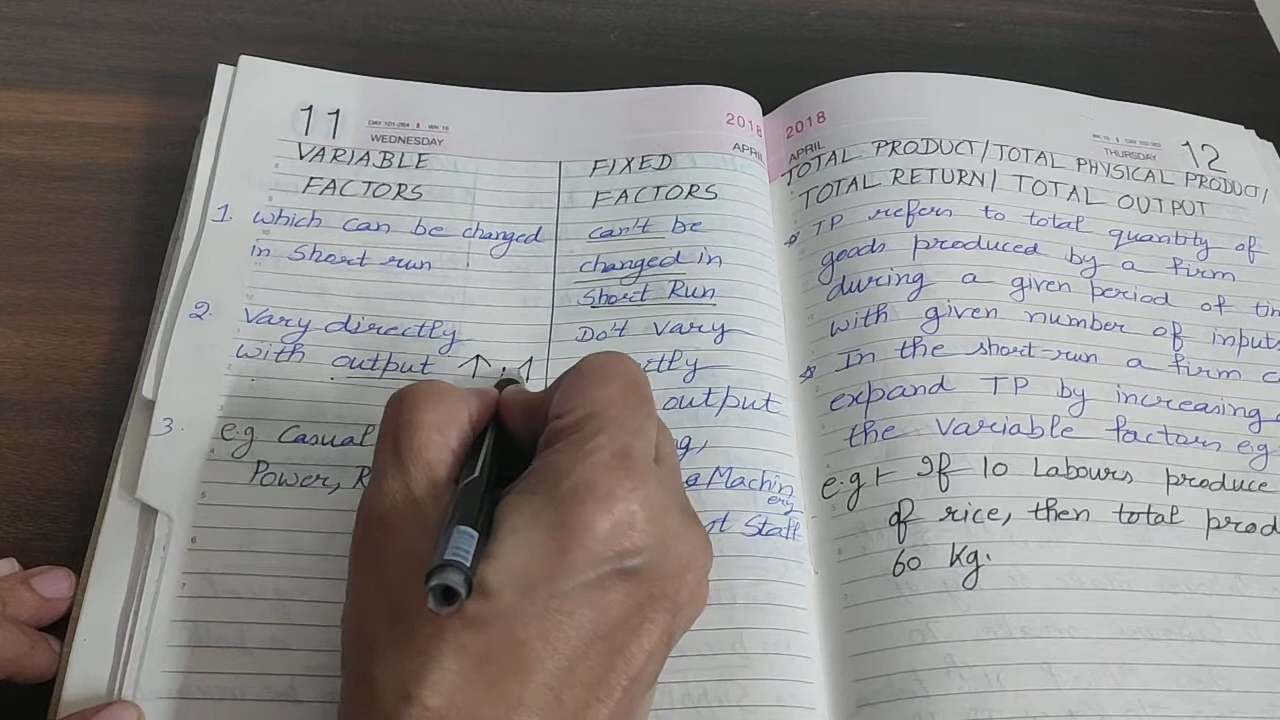 11
WEDNESDAY
2018
APRIL
VARIABLE
FACTORS
1. which can be changed
in short run
2. Vary directly
with output ↑
3. e.g Casual
Power,
FIXED
FACTORS
can't be
changed in
Short Run
Do't vary
output
Machin
ery
Staff
2018
APRIL
THURSDAY
12
TOTAL PRODUCT/TOTAL PHYSICAL PRODUCT/
TOTAL RETURN/ TOTAL OUTPUT
TP refers to total quantity of
goods produced by a firm
during a given period of
with given number of inputs
In the short-run a firm
expand TP by increasing
the variable factors eg
e.g :- If 10 Labours produce
of rice, then total
60 kg.